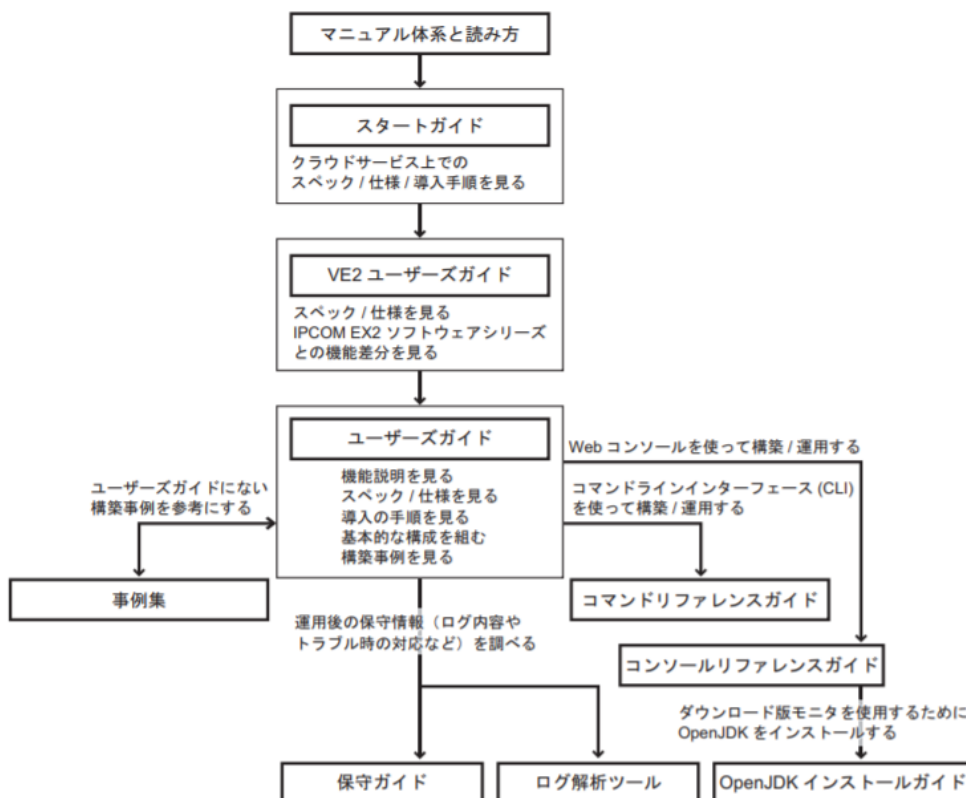 マニュアル体系と読み方
スタートガイド
クラウドサービス上での
スペック / 仕様 / 導入手順を見る
VE2 ユーザーズガイド
スペック / 仕様を見る
IPCOM EX2 ソフトウェアシリーズ
との機能差分を見る
ユーザーズガイド
機能説明を見る
スペック / 仕様を見る
導入の手順を見る
基本的な構成を組む
構築事例を見る
Web コンソールを使って構築 / 運用する
コマンドラインインターフェース (CLI)
を使って構築 / 運用する
ユーザーズガイドにない
構築事例を参考にする
事例集
コマンドリファレンスガイド
運用後の保守情報（ログ内容や
トラブル時の対応など）を調べる
コンソールリファレンスガイド
ダウンロード版モニタを使用するために
OpenJDK をインストールする
保守ガイド
ログ解析ツール
OpenJDK インストールガイド